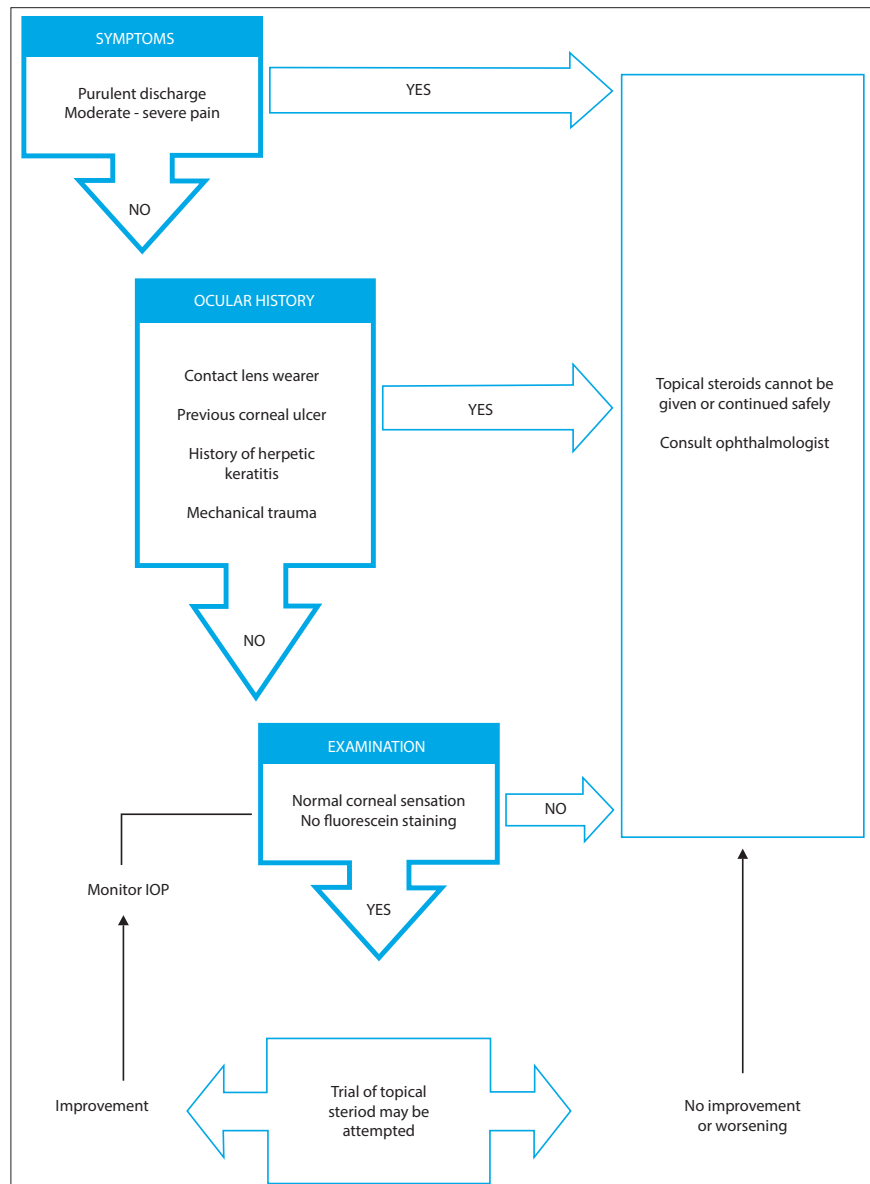 SYMPTOMS
Purulent discharge
Moderate - severe pain
YES
NO
OCULAR HISTORY
Contact lens wearer
Previous corneal ulcer
History of herpetic
keratitis
Mechanical trauma
YES
NO
Topical steroids cannot be
given or continued safely
Consult ophthalmologist
EXAMINATION
Normal corneal sensation
No fluorescein staining
NO
Monitor IOP
YES
Improvement
Trial of topical
steriod may be
attempted
No improvement
or worsening